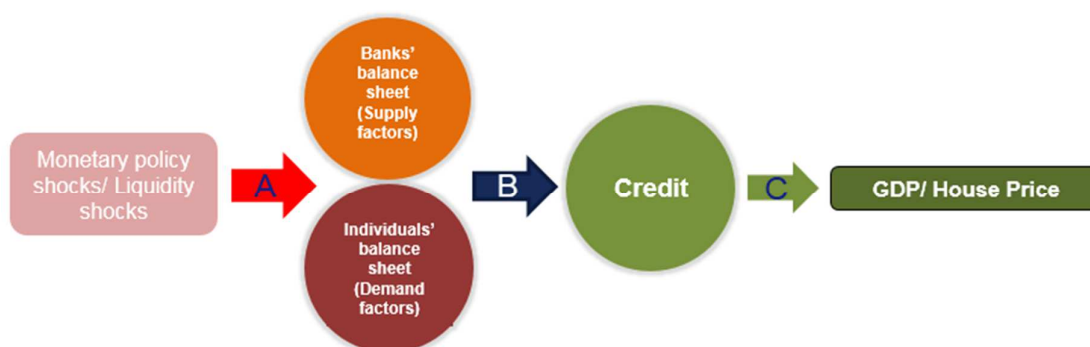 Monetary policy
shocks/ Liquidity
shocks
A
Banks'
balance
sheet
(Supply
factors)
Individuals'
balance
sheet
(Demand
factors)
B
Credit
C
GDP/ House Price